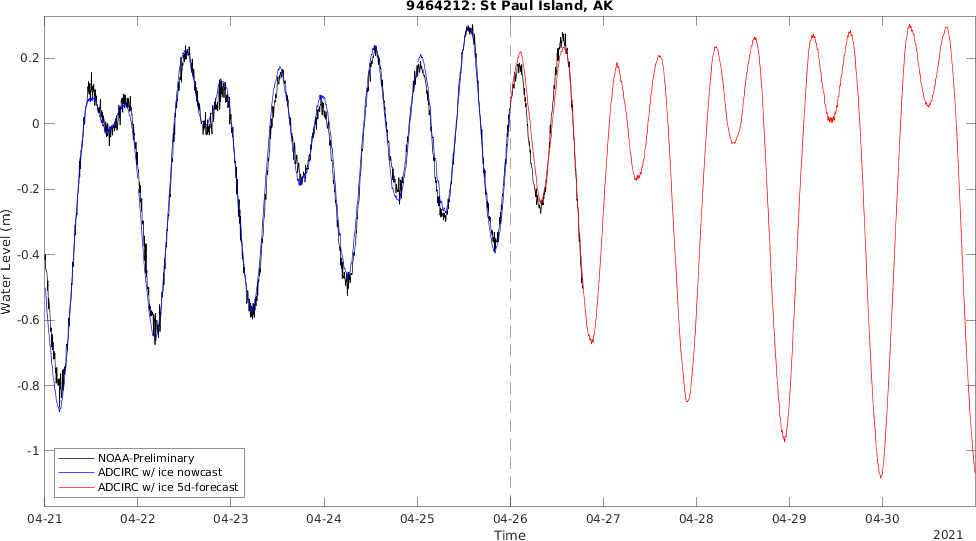 9464212: St Paul Island, AK
0.2
0
-0.2
-0.4
-0.6
-0.8
-1
Water Level (m)
NOAA-Preliminary
ADCIRC w/ ice nowcast
ADCIRC w/ ice 5d-forecast
04-21 04-22 04-23 04-24 04-25 04-26 04-27 04-28 04-29 04-30
Time
2021